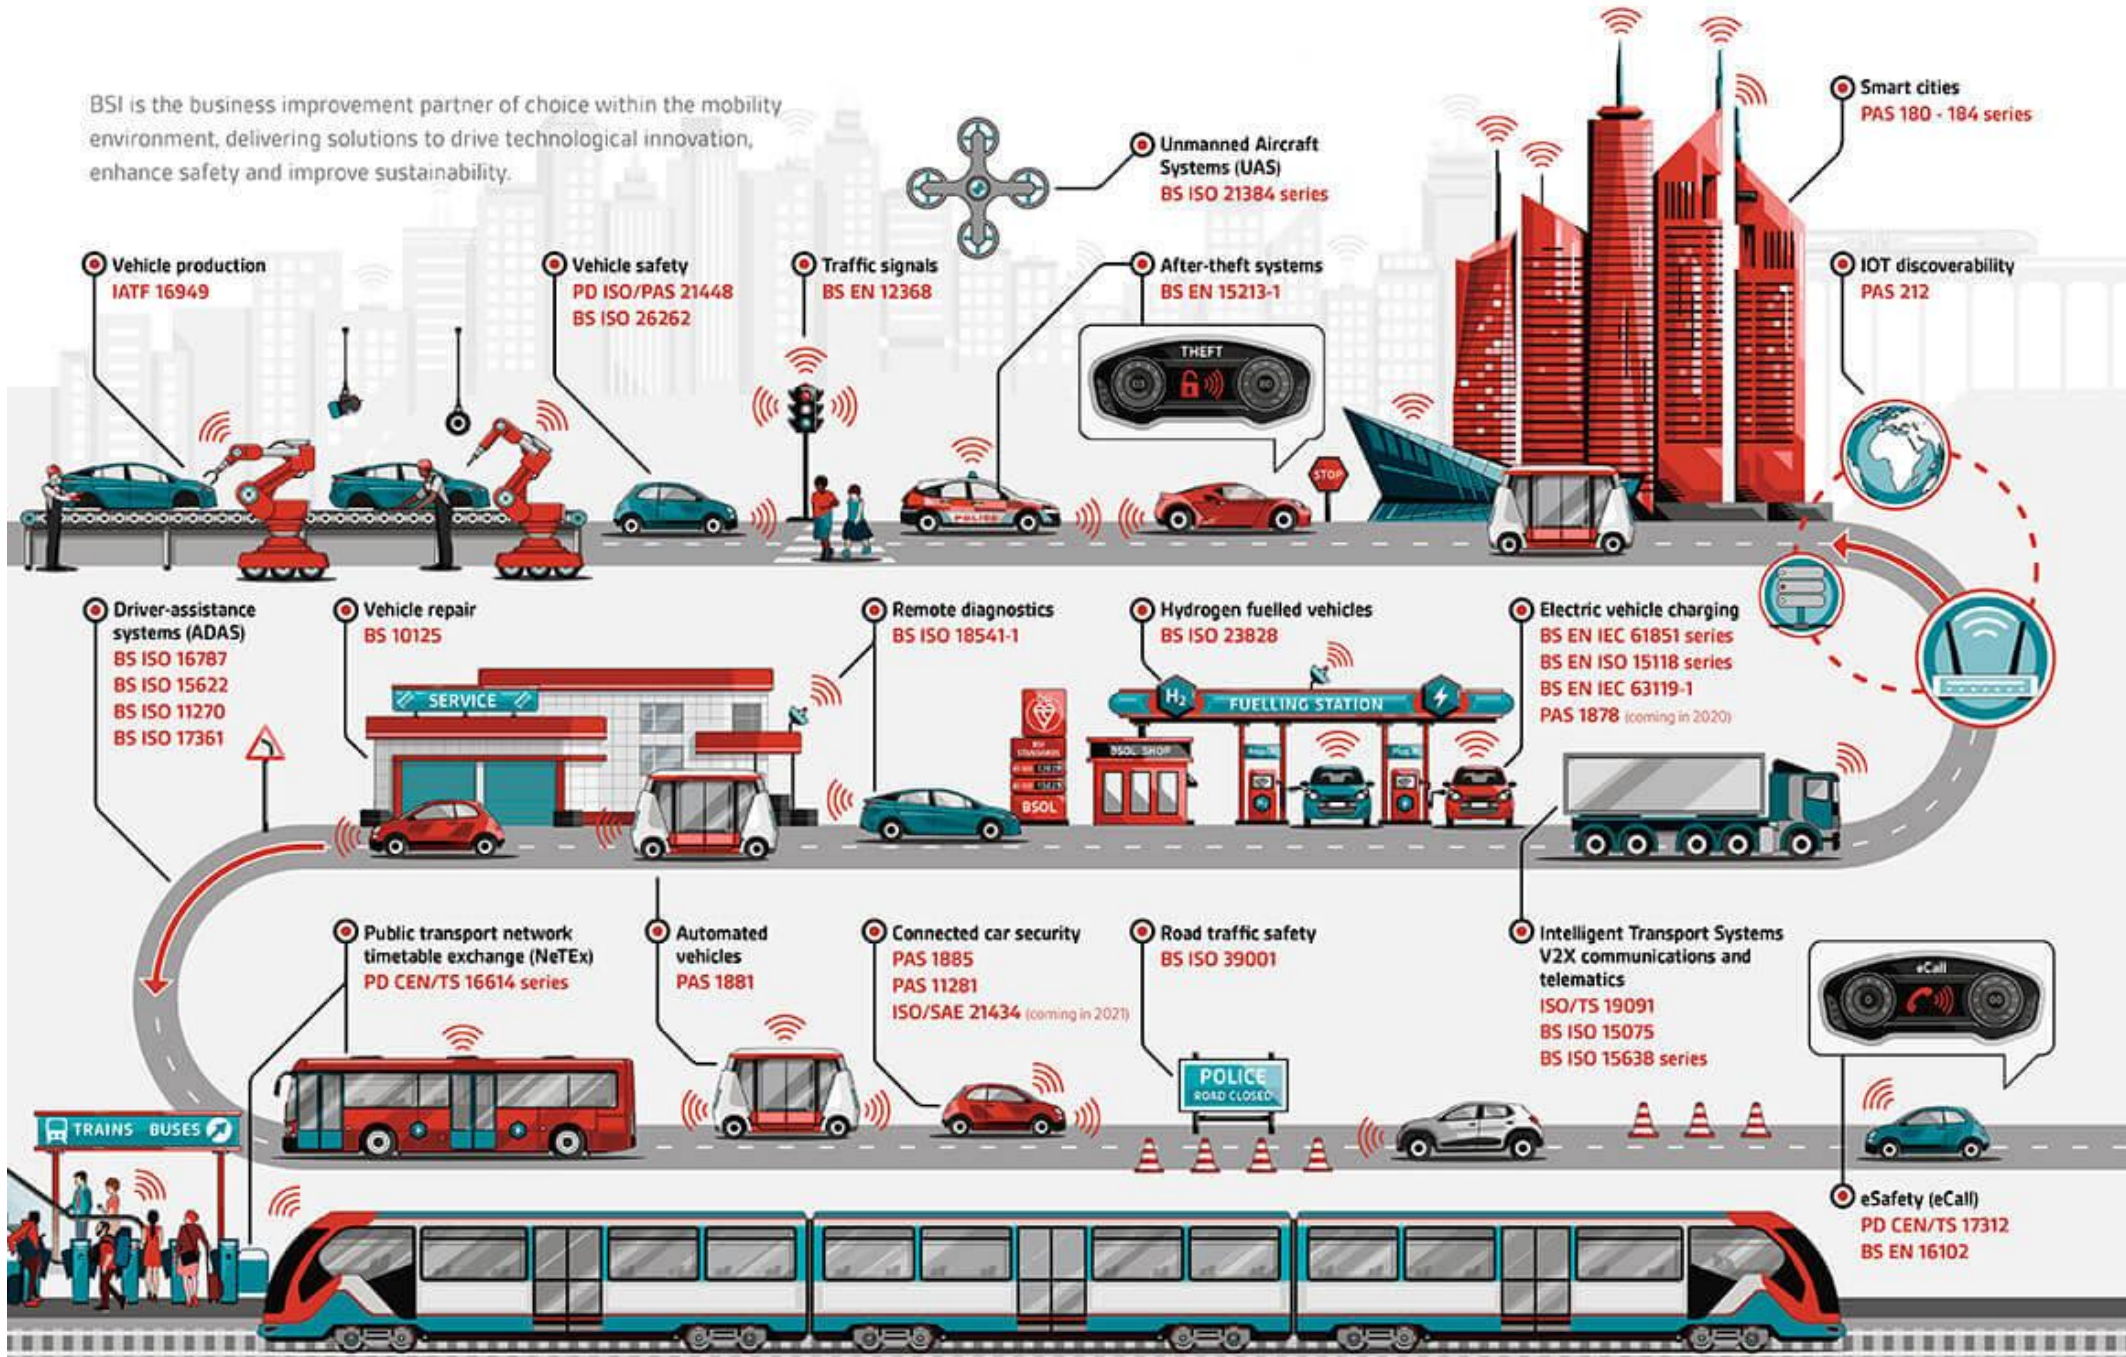 BSI is the business improvement partner of choice within the mobility
environment, delivering solutions to drive technological innovation,
enhance safety and improve sustainability.
Smart cities
PAS 180 - 184 series
Unmanned Aircraft
Systems (UAS)
BS ISO 21384 series
Vehicle production
IATF 16949
Vehicle safety
PD ISO/PAS 21448
BS ISO 26262
Traffic signals
BS EN 12368
After-theft systems
BS EN 15213-1
IOT discoverability
PAS 212
THEFT
STOP
POLICE
Driver-assistance
systems (ADAS)
BS ISO 16787
BS ISO 15622
BS ISO 11270
BS ISO 17361
Vehicle repair
BS 10125
Remote diagnostics
BS ISO 18541-1
Hydrogen fuelled vehicles
BS ISO 23828
Electric vehicle charging
BS EN IEC 61851 series
BS EN ISO 15118 series
BS EN IEC 63119-1
PAS 1878 (coming in 2020)
SERVICE
H2
FUELLING STATION
BSOL SHOP
BSI
STANDARDS
BSOL
Public transport network
timetable exchange (NeTEx)
PD CEN/TS 16614 series
Automated
vehicles
PAS 1881
Connected car security
PAS 1885
PAS 11281
ISO/SAE 21434 (coming in 2021)
Road traffic safety
BS ISO 39001
Intelligent Transport Systems
V2X communications and
telematics
ISO/TS 19091
BS ISO 15075
BS ISO 15638 series
eCall
POLICE
ROAD CLOSED
TRAINS BUSES
eSafety (eCall)
PD CEN/TS 17312
BS EN 16102